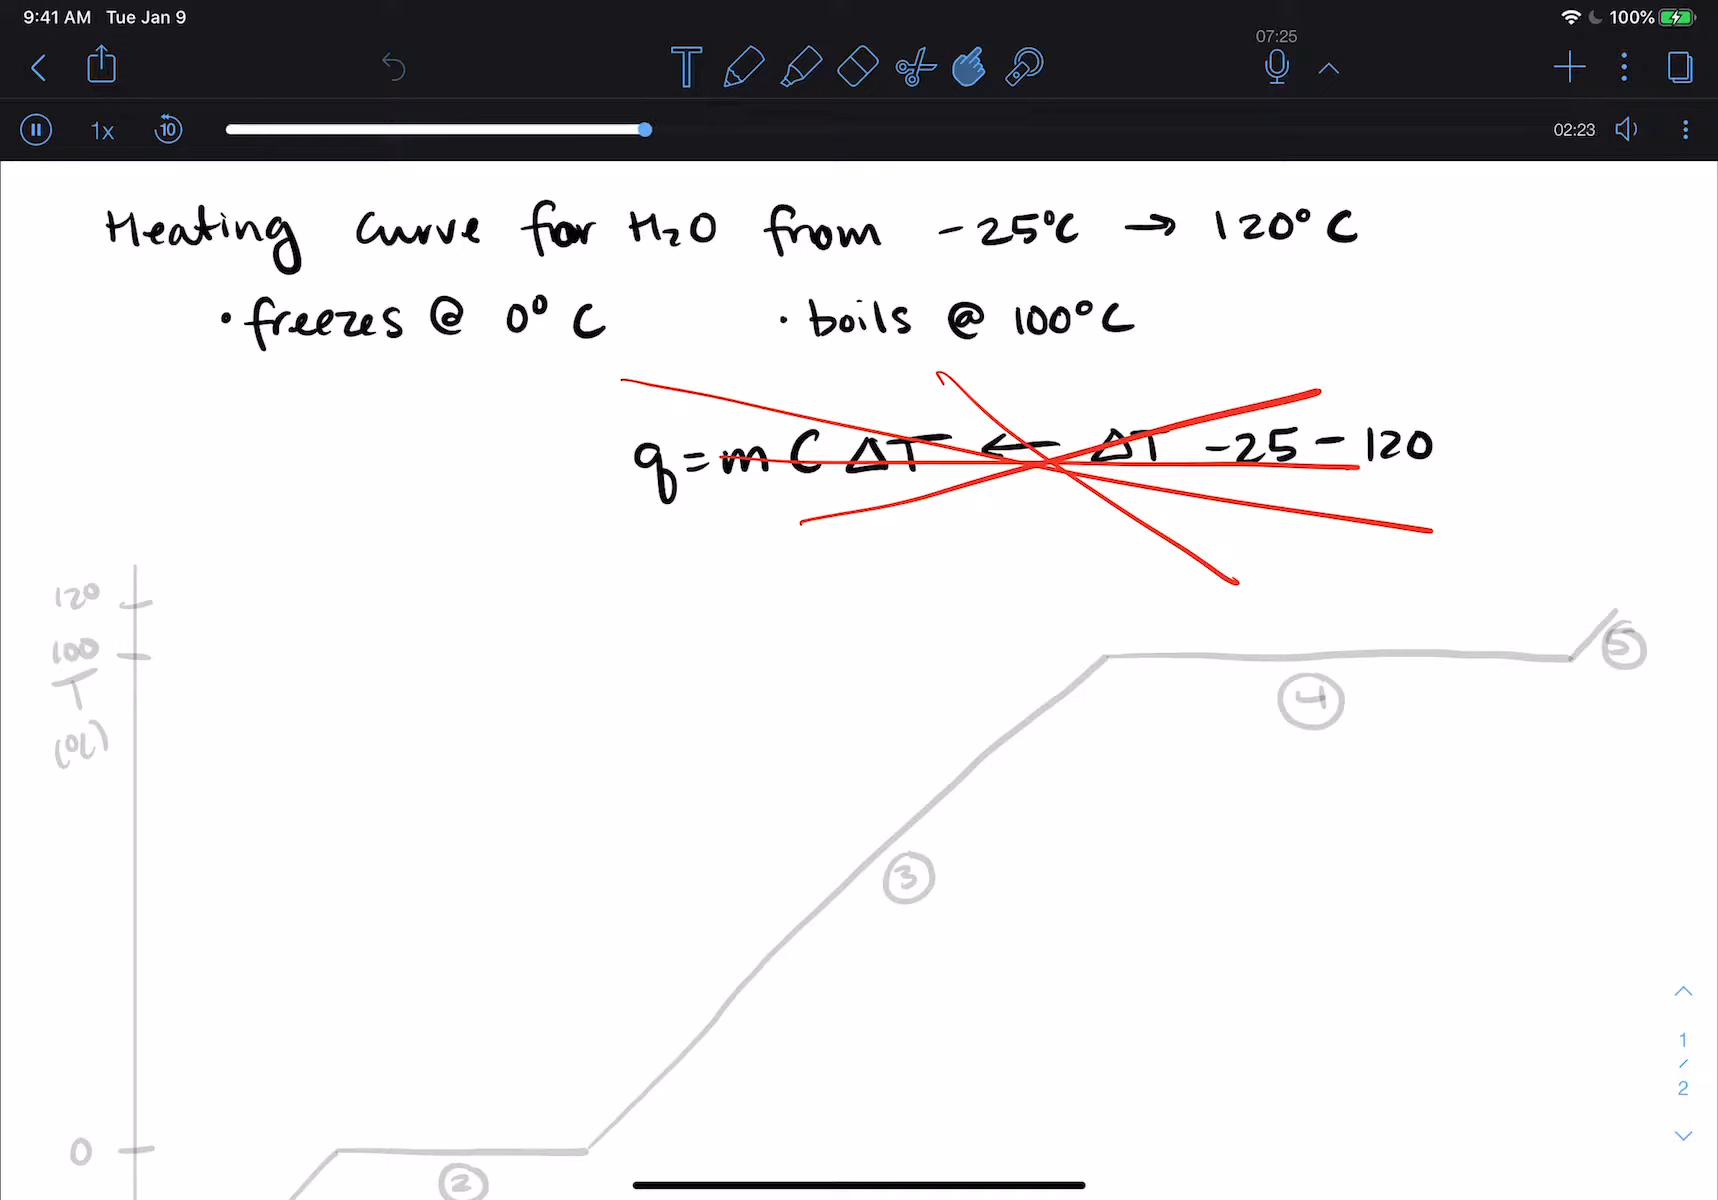 9:41 AM Tue Jan 9
100%
07:25
1x
10
02:23
Heating Curve for H₂O from -25°C → 120°C
• freezes @ 0° C • boils @ 100°C
q = m C ΔT ← ΔT -25 - 120
120
100
T
(°C)
5
4
3
0
2
1
/
2